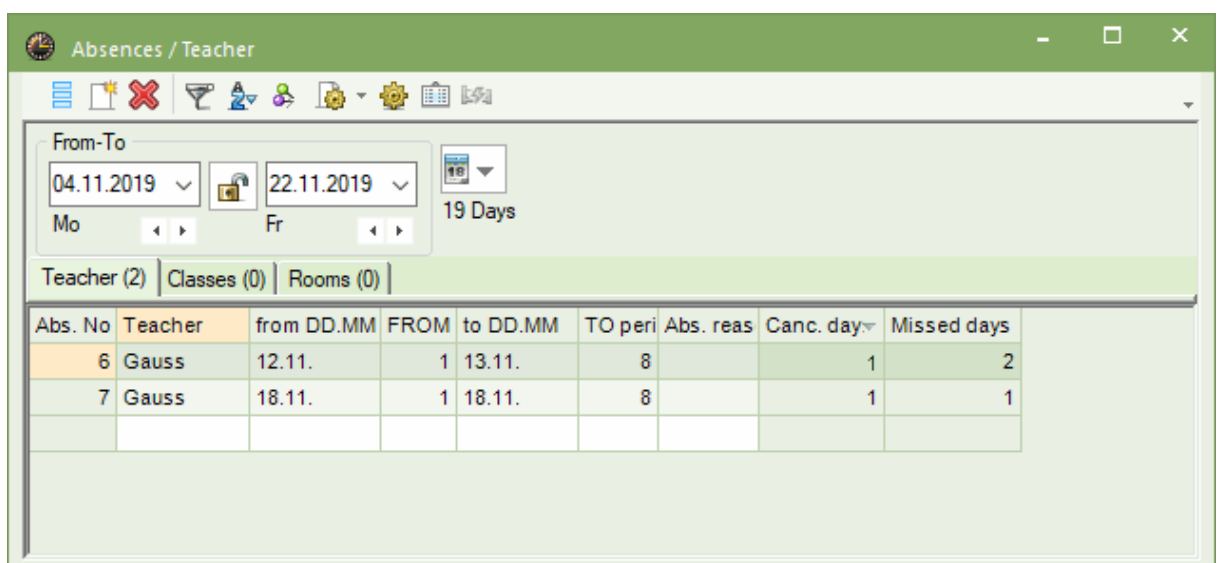 Absences / Teacher
From-To
04.11.2019 22.11.2019
18
Mo Fr 19 Days
Teacher (2) Classes (0) Rooms (0)
Abs. No Teacher from DD.MM FROM to DD.MM TO peri Abs. reas Canc. day Missed days
6 Gauss 12.11. 1 13.11. 8 1 2
7 Gauss 18.11. 1 18.11. 8 1 1